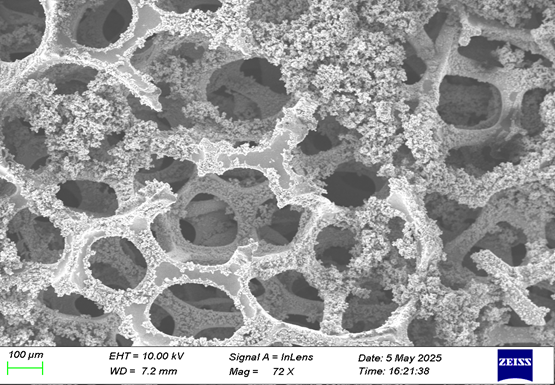 100 µm
EHT = 10.00 kV
Signal A = InLens
Date: 5 May 2025
WD = 7.2 mm
Mag = 72 X
Time: 16:21:38
ZEISS